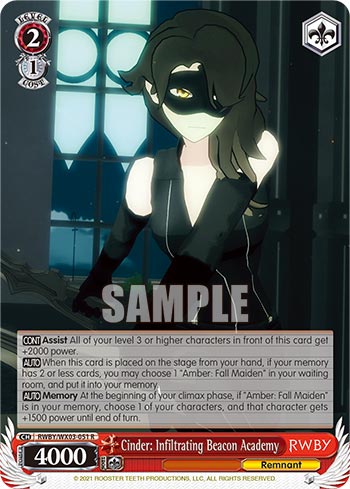 LEVEL
2
1
COST
SAMPLE
CONT Assist All of your level 3 or higher characters in front of this card get
+2000 power.
AUTO When this card is placed on the stage from your hand, if your memory
has 2 or less cards, you may choose 1 "Amber: Fall Maiden" in your waiting
room, and put it into your memory.
AUTO Memory At the beginning of your climax phase, if "Amber: Fall Maiden"
is in your memory, choose 1 of your characters, and that character gets
+1500 power until end of turn.
CH RWBY/WX03-051 R
Cinder: Infiltrating Beacon Academy RWBY
4000
Remnant
© 2021 ROOSTER TEETH PRODUCTIONS, LLC. ALL RIGHTS RESERVED.